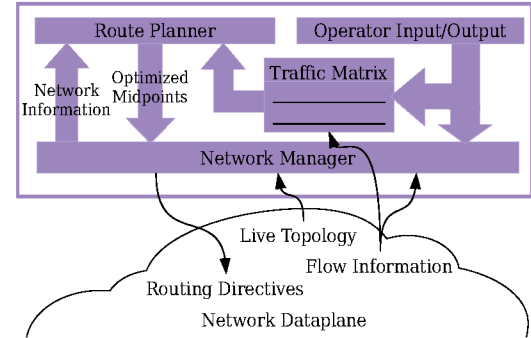 Route Planner
Operator Input/Output
Network
Information
Optimized
Midpoints
Traffic Matrix
Network Manager
Live Topology
Flow Information
Routing Directives
Network Dataplane